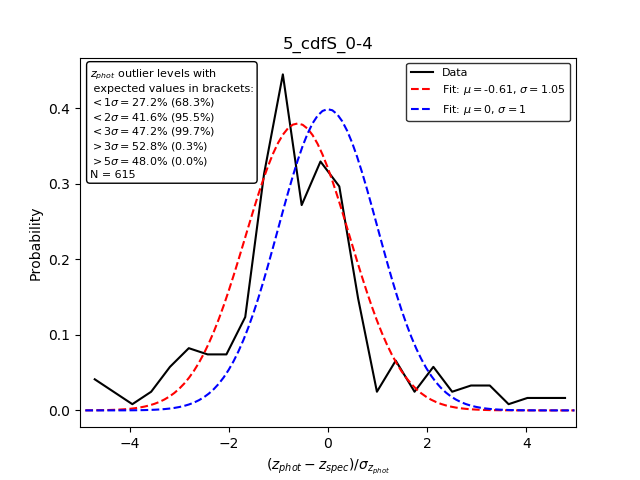 5_cdfS_0-4
z_phot outlier levels with
expected values in brackets:
< 1σ = 27.2% (68.3%)
< 2σ = 41.6% (95.5%)
< 3σ = 47.2% (99.7%)
> 3σ = 52.8% (0.3%)
> 5σ = 48.0% (0.0%)
N = 615
Data
Fit: μ = -0.61, σ = 1.05
Fit: μ = 0, σ = 1
Probability
0.4
0.3
0.2
0.1
0.0
−4 −2 0 2 4
(z_phot − z_spec)/σ_z_phot